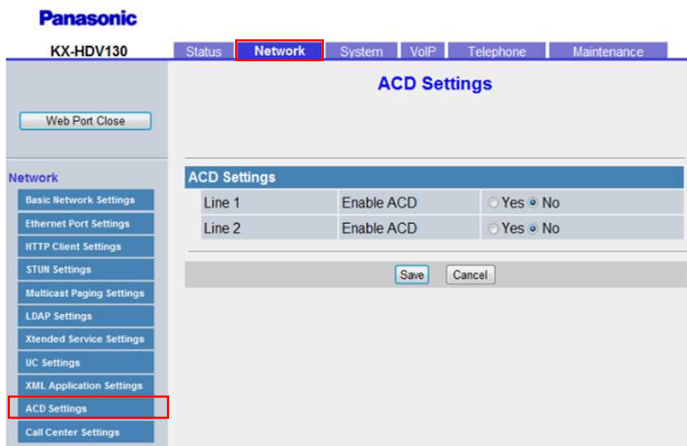 Panasonic
KX-HDV130
Status Network System VoIP Telephone Maintenance
ACD Settings
Web Port Close
Network
Basic Network Settings
Ethernet Port Settings
HTTP Client Settings
STUN Settings
Multicast Paging Settings
LDAP Settings
Xtended Service Settings
UC Settings
XML Application Settings
ACD Settings
Call Center Settings
ACD Settings
Line 1 Enable ACD Yes No
Line 2 Enable ACD Yes No
Save Cancel